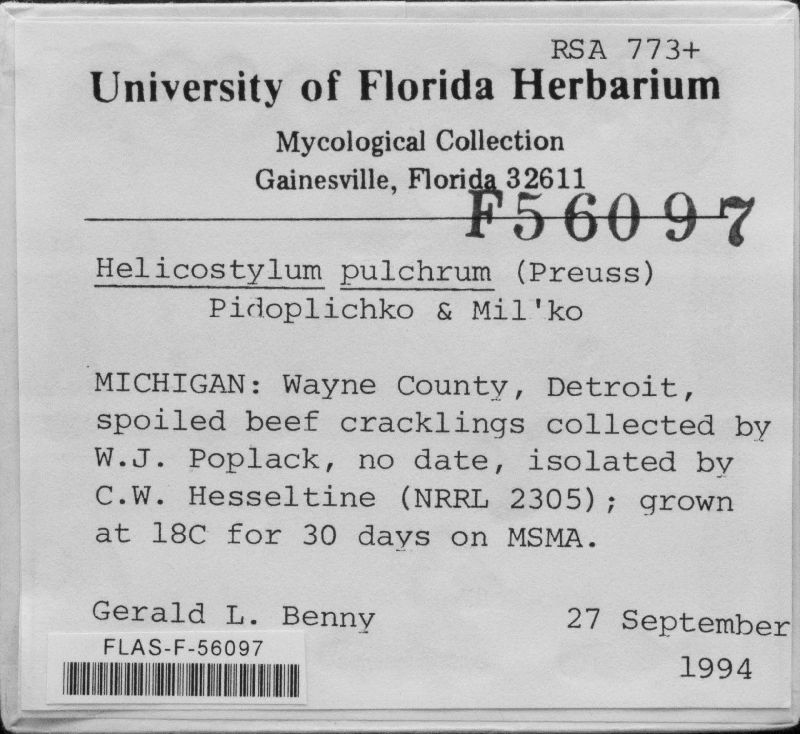 RSA 773+
University of Florida Herbarium
Mycological Collection
Gainesville, Florida 32611
F56097
Helicostylum pulchrum (Preuss)
Pidoplichko & Mil'ko
MICHIGAN: Wayne County, Detroit,
spoiled beef cracklings collected by
W.J. Poplack, no date, isolated by
C.W. Hesseltine (NRRL 2305); grown
at 18C for 30 days on MSMA.
Gerald L. Benny 27 September
1994
FLAS-F-56097